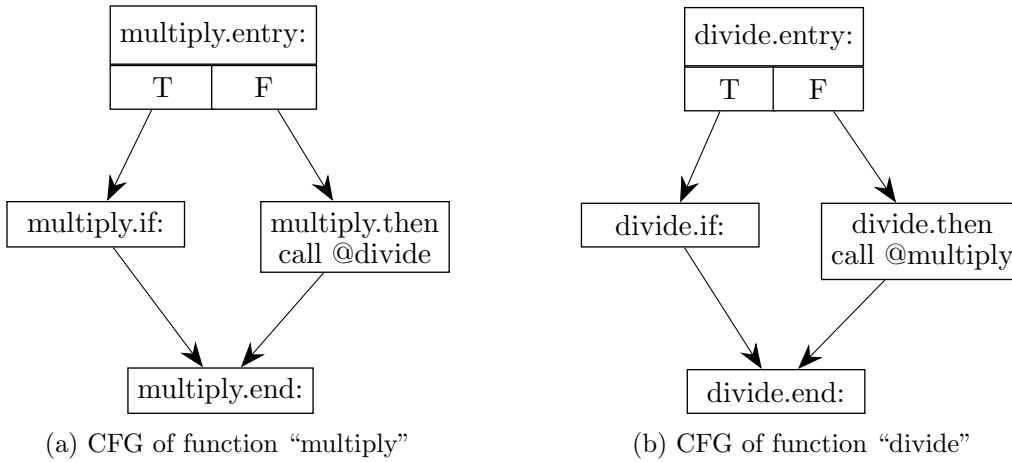 multiply.entry:
T F
multiply.if:
multiply.then
call @divide
multiply.end:
(a) CFG of function “multiply”
divide.entry:
T F
divide.if:
divide.then
call @multiply
divide.end:
(b) CFG of function “divide”